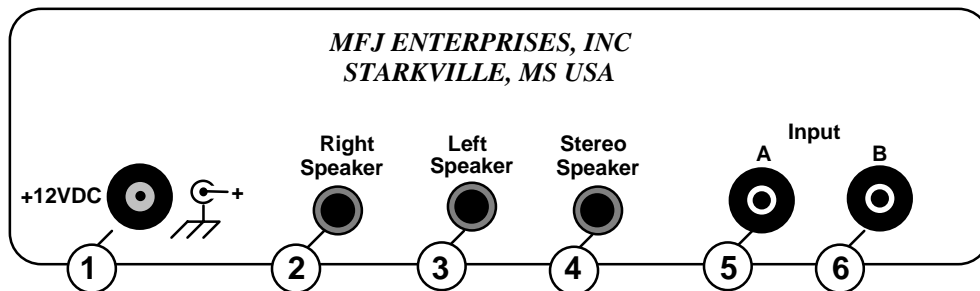 MFJ ENTERPRISES, INC
STARKVILLE, MS USA
Right
Speaker
Left
Speaker
Stereo
Speaker
Input
A
B
+12VDC
+
1
2
3
4
5
6